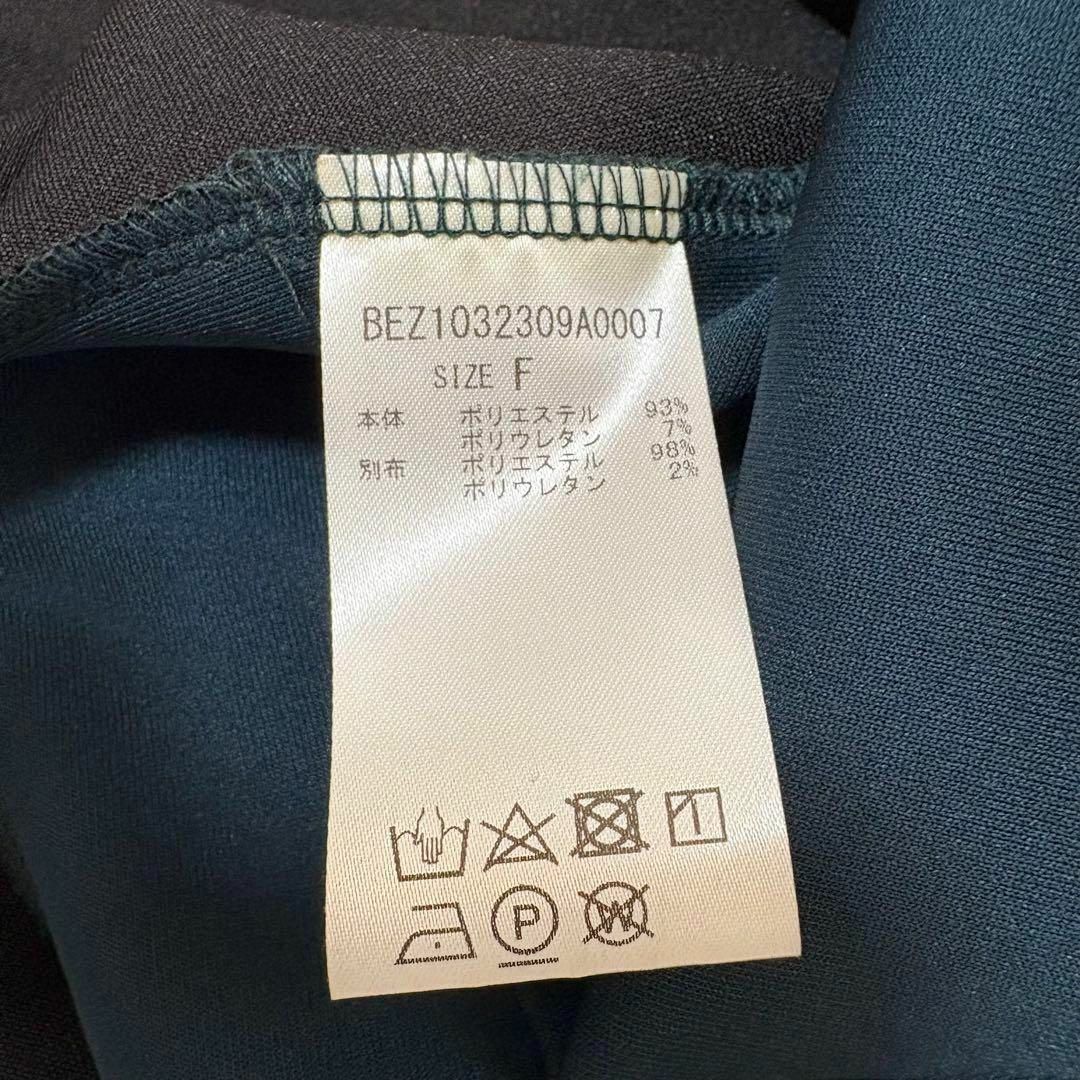 BEZ1032309A0007
SIZE F
本体 ポリエステル 93%
ポリウレタン 7%
別布 ポリエステル 98%
ポリウレタン 2%
P W